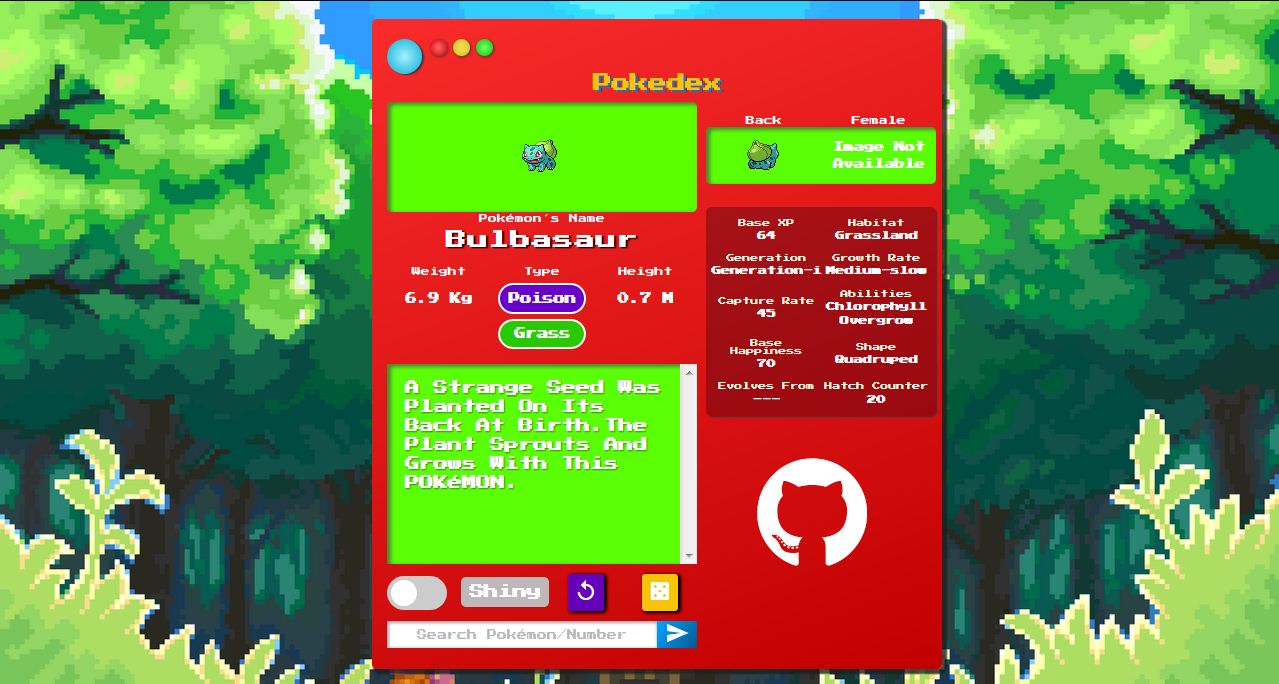 Pokedex
Back
Female
Image Not
Available
Pokémon's Name
Bulbasaur
Weight
Type
Height
6.9 Kg
Poison
0.7 M
Grass
A Strange Seed Was
Planted On Its
Back At Birth.The
Plant Sprouts And
Grows With This
POKéMON.
Base XP
Habitat
64
Grassland
Generation
Growth Rate
Generation-i
Medium-slow
Capture Rate
Abilities
45
Chlorophyll
Overgrow
Base
Happiness
Shape
70
Quadruped
Evolves From
Hatch Counter
---
20
Shiny
Search Pokémon/Number